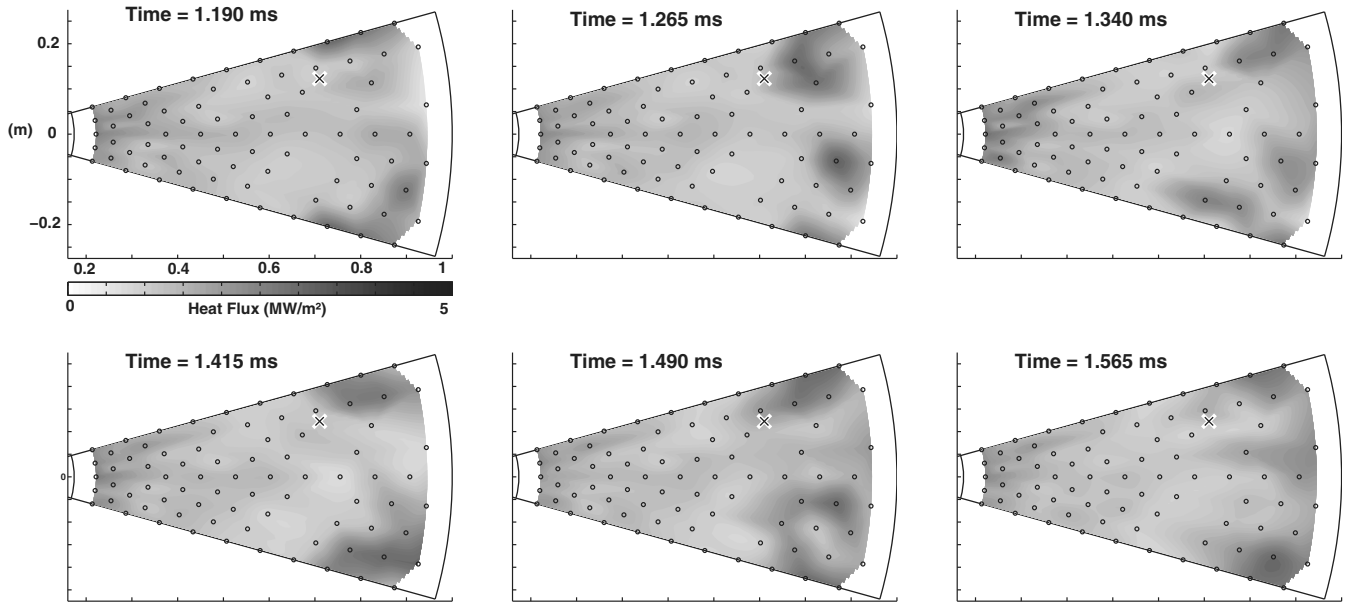 Time = 1.190 ms
Time = 1.265 ms
Time = 1.340 ms
0.2
(m) 0
−0.2
0.2 0.4 0.6 0.8 1
0 Heat Flux (MW/m²) 5
Time = 1.415 ms
Time = 1.490 ms
Time = 1.565 ms
0